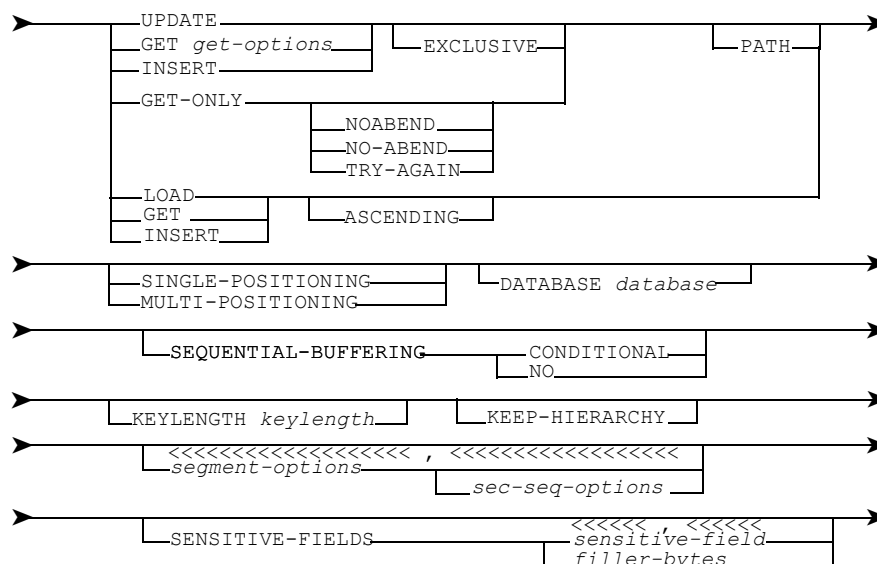 UPDATE
GET get-options
EXCLUSIVE
PATH
INSERT
GET-ONLY
NOABEND
NO-ABEND
TRY-AGAIN
LOAD
GET
ASCENDING
INSERT
SINGLE-POSITIONING
DATABASE database
MULTI-POSITIONING
SEQUENTIAL-BUFFERING
CONDITIONAL
NO
KEYLENGTH keylength
KEEP-HIERARCHY
<<<<<<<<<<<<<<<<<<< , <<<<<<<<<<<<<<<<<<
segment-options
sec-seq-options
<<<<<< , <<<<<<
SENSITIVE-FIELDS
sensitive-field
filler-bytes